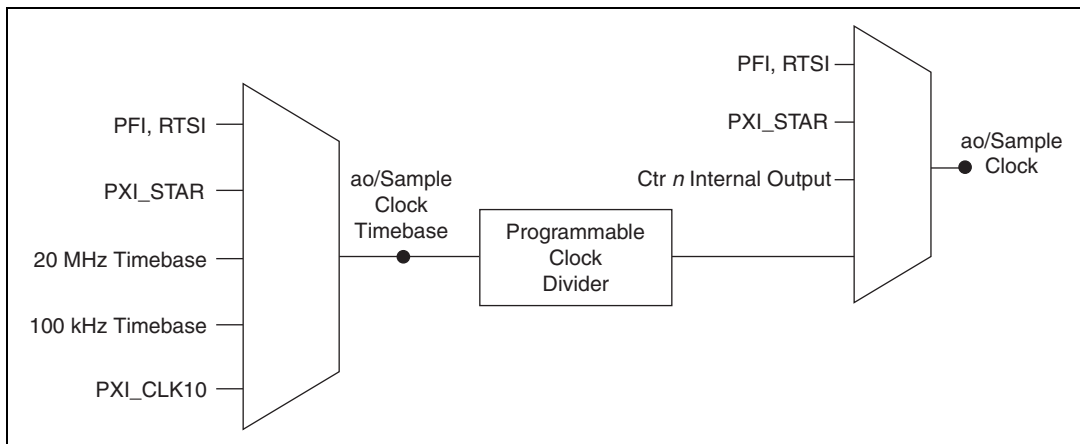 PFI, RTSI
PXI_STAR
20 MHz Timebase
100 kHz Timebase
PXI_CLK10
ao/Sample
Clock
Timebase
Programmable
Clock
Divider
PFI, RTSI
PXI_STAR
Ctr n Internal Output
ao/Sample
Clock